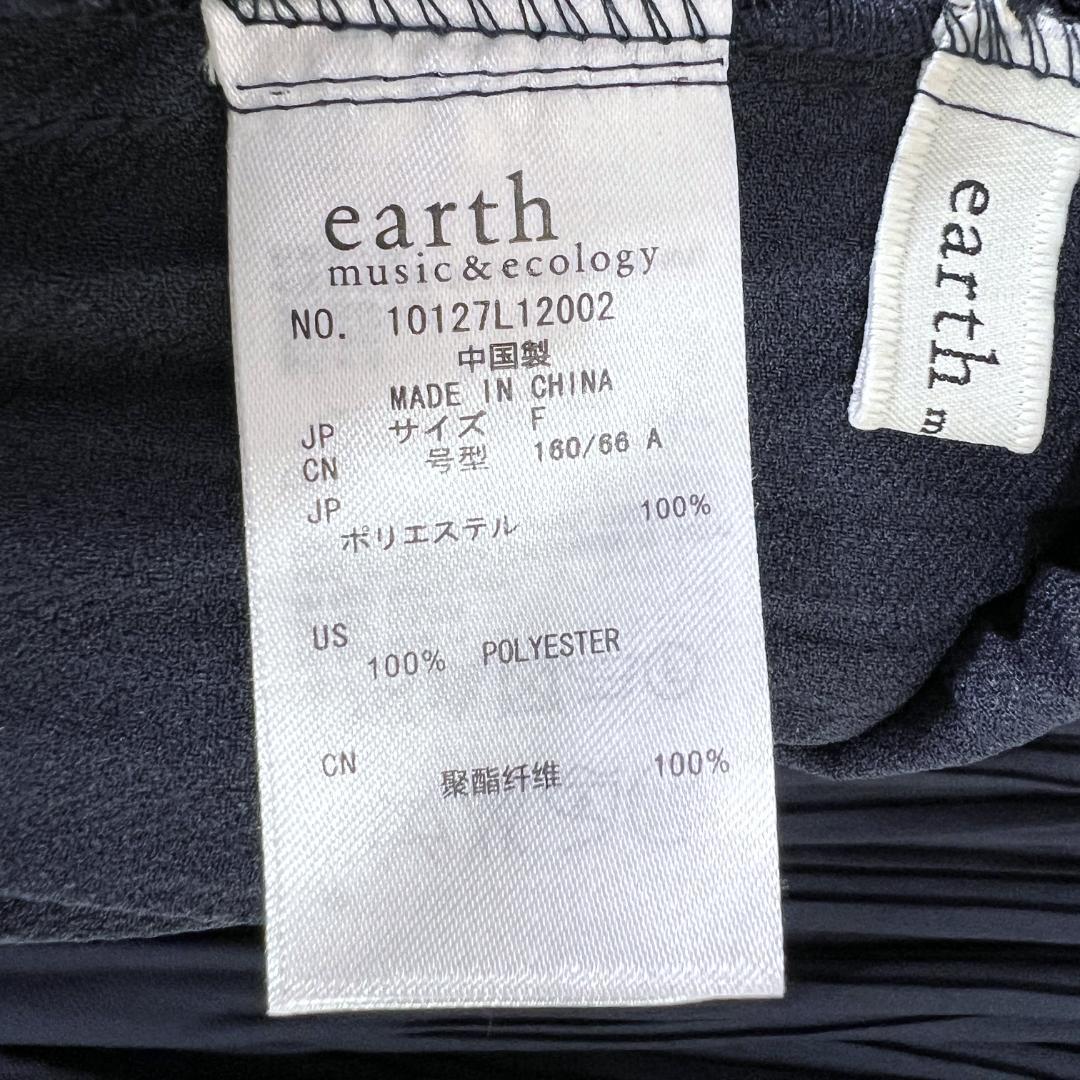 earth
music&ecology
NO. 10127L12002
中国製
MADE IN CHINA
JP サイズ F
CN 号型 160/66 A
JP
ポリエステル 100%
US
100% POLYESTER
CN
聚酯纤维 100%
earth m